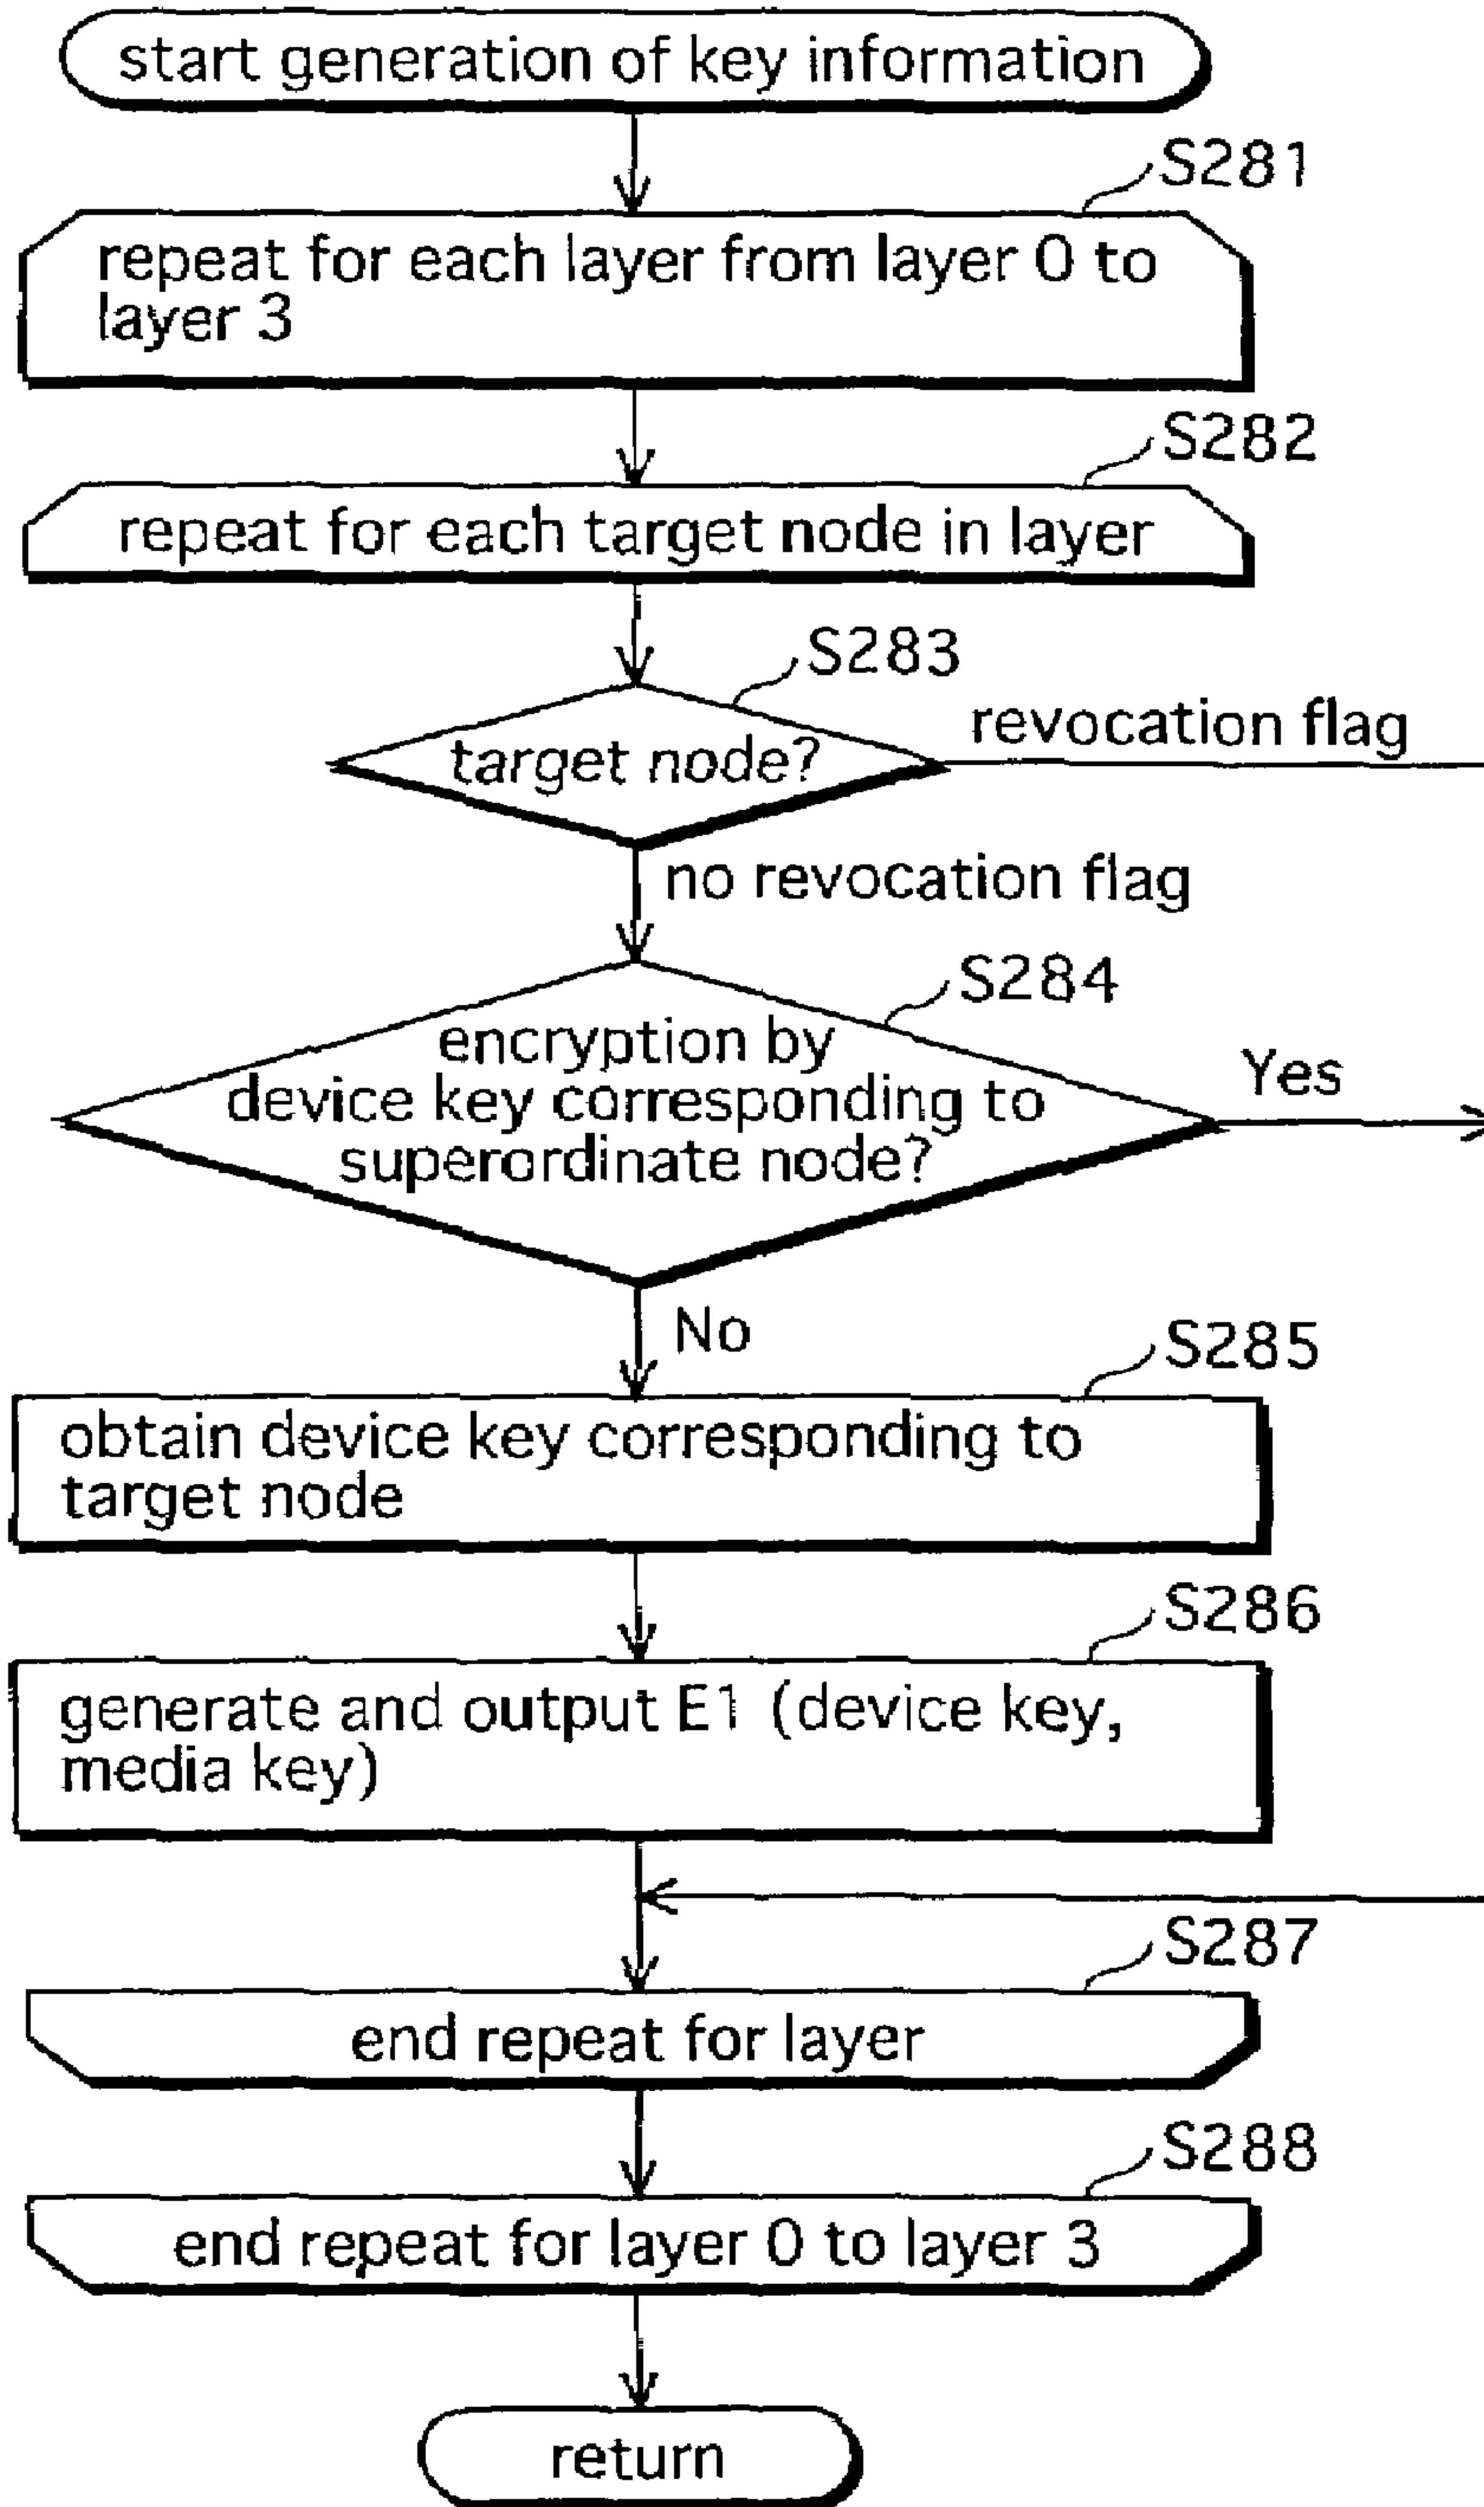 start generation of key information
S281
repeat for each layer from layer 0 to
layer 3
S282
repeat for each target node in layer
S283
target node?
revocation flag
no revocation flag
S284
encryption by
device key corresponding to
superordinate node?
Yes
No
S285
obtain device key corresponding to
target node
S286
generate and output E1 (device key,
media key)
S287
end repeat for layer
S288
end repeat for layer 0 to layer 3
return